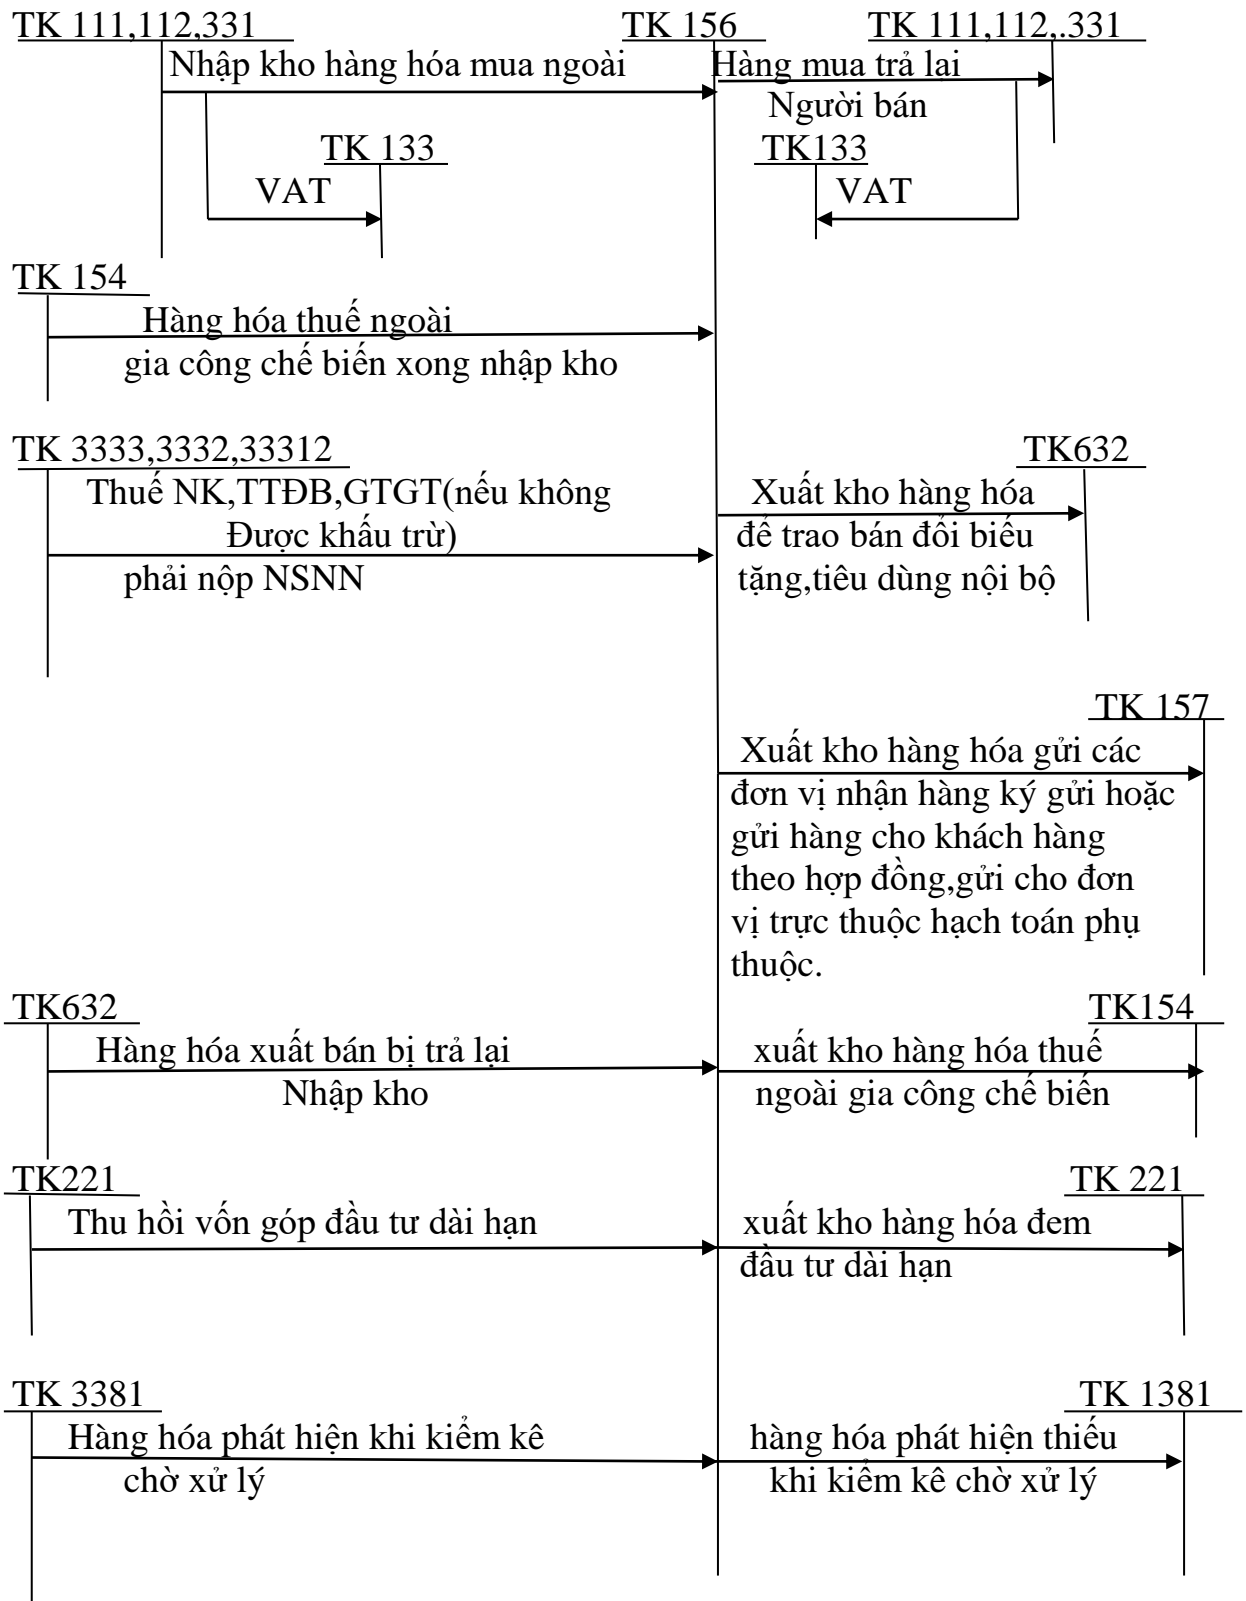 TK 111,112,331
TK 156
TK 111,112,.331
Nhập kho hàng hóa mua ngoài
Hàng mua trả lại
Người bán
TK 133
TK133
VAT
VAT
TK 154
Hàng hóa thuế ngoài
gia công chế biến xong nhập kho
TK 3333,3332,33312
TK632
Thuế NK,TTĐB,GTGT(nếu không
Được khấu trừ)
phải nộp NSNN
Xuất kho hàng hóa
để trao bán đổi biếu
tặng,tiêu dùng nội bộ
TK 157
Xuất kho hàng hóa gửi các
đơn vị nhận hàng ký gửi hoặc
gửi hàng cho khách hàng
theo hợp đồng,gửi cho đơn
vị trực thuộc hạch toán phụ
thuộc.
TK632
TK154
Hàng hóa xuất bán bị trả lại
Nhập kho
xuất kho hàng hóa thuế
ngoài gia công chế biến
TK221
TK 221
Thu hồi vốn góp đầu tư dài hạn
xuất kho hàng hóa đem
đầu tư dài hạn
TK 3381
TK 1381
Hàng hóa phát hiện khi kiểm kê
chờ xử lý
hàng hóa phát hiện thiếu
khi kiểm kê chờ xử lý